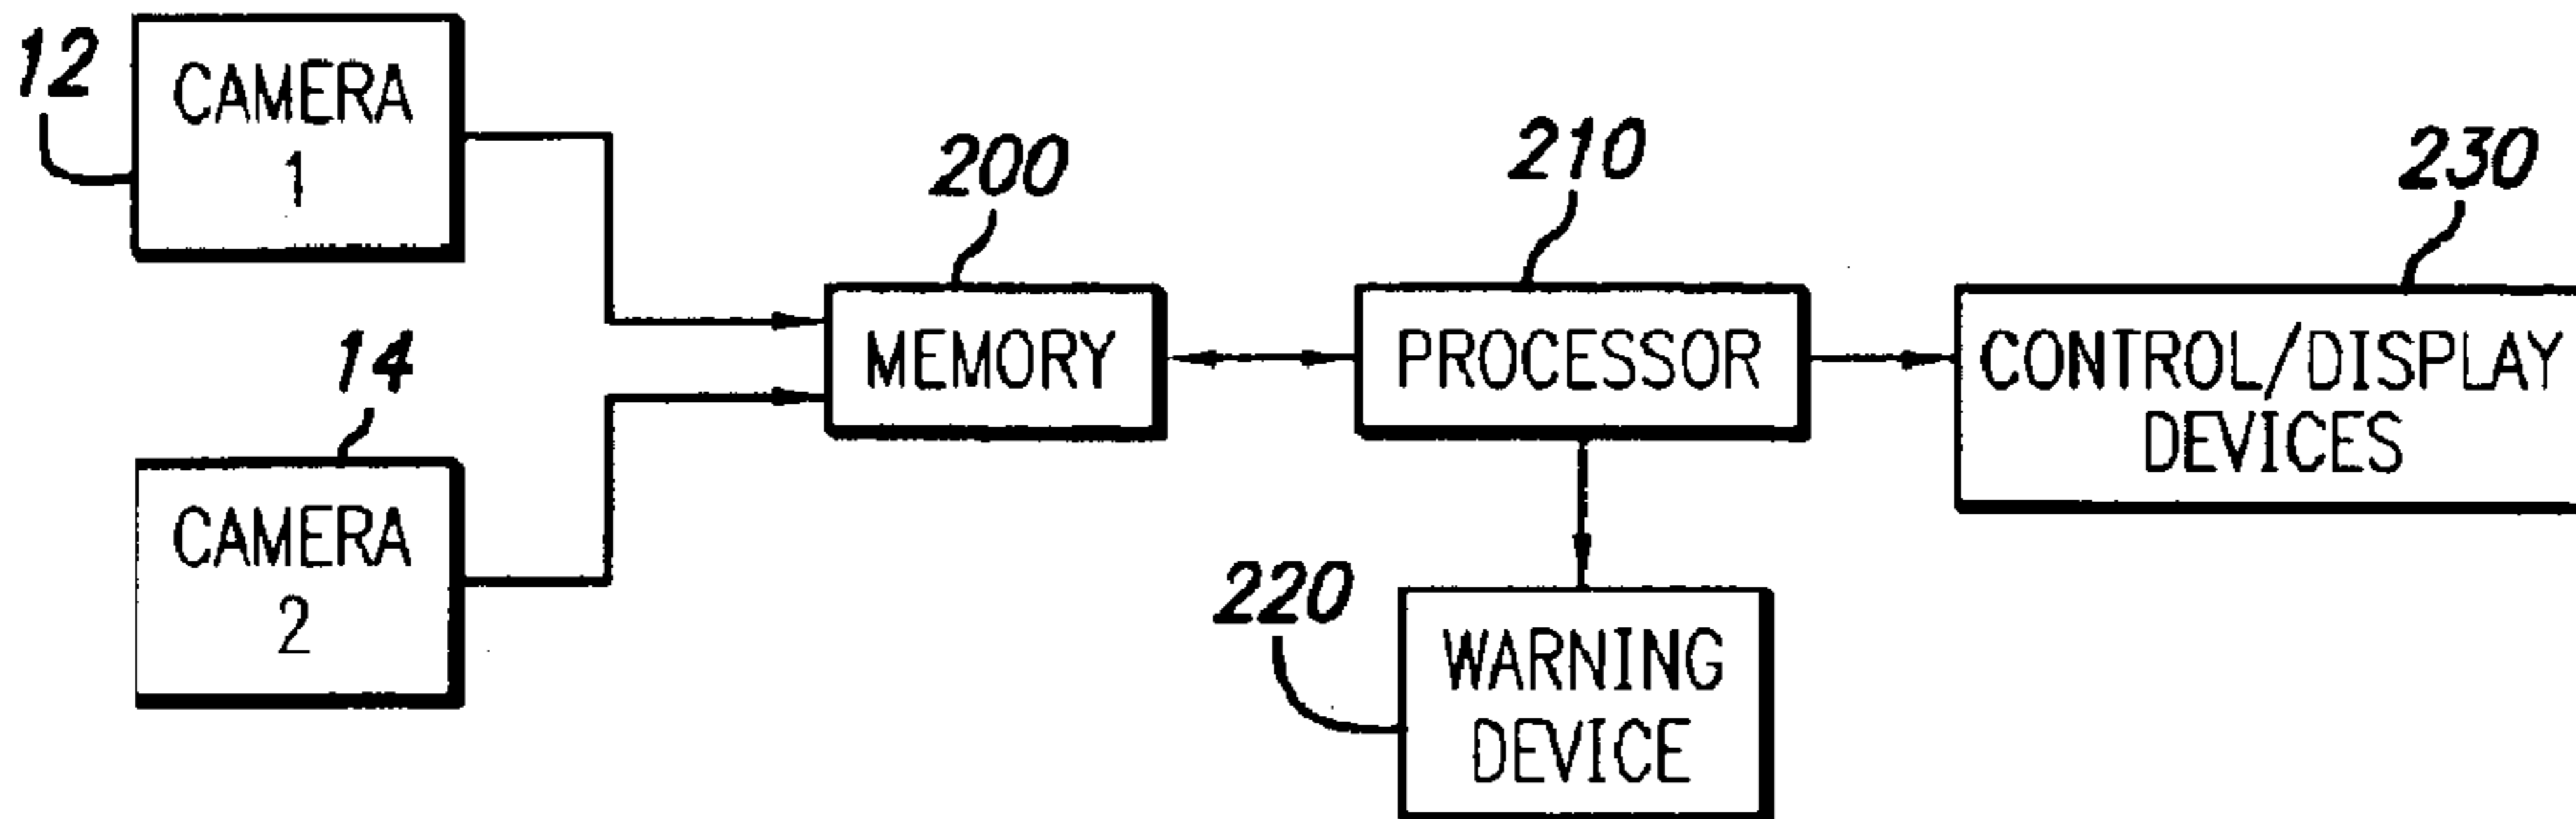 12
CAMERA
1
200
210
230
14
MEMORY
PROCESSOR
CONTROL/DISPLAY
DEVICES
CAMERA
2
220
WARNING
DEVICE